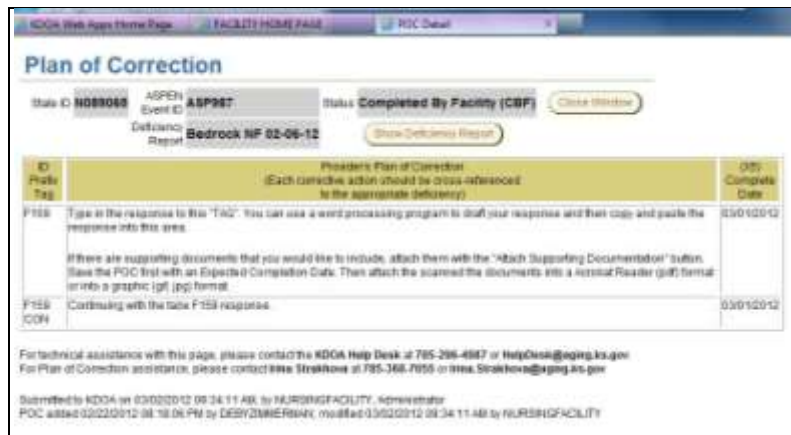 KDOA Web Apps Home Page FACILITY HOME PAGE POC Detail
Plan of Correction
State ID N089068 ASPEN Event ID ASP987 Status Completed By Facility (CBF) Close Window
Deficiency Report Bedrock NF 02-06-12 Show Deficiency Report
ID Prefix Tag
Provider's Plan of Correction
(Each corrective action should be cross-referenced
to the appropriate deficiency)
(X5) Complete Date
F159 Type in the response to this "TAG". You can use a word processing program to draft your response and then copy and paste the 03/01/2012
response into this area.
If there are supporting documents that you would like to include, attach them with the "Attach Supporting Documentation" button.
Save the POC first with an Expected Completion Date. Then attach the scanned the documents into a Acrobat Reader (pdf) format
or into a graphic (gif, jpg) format.
F159 CON Continuing with the F159 response. 03/01/2012
For technical assistance with this page, please contact the KDOA Help Desk at 785-296-4987 or HelpDesk@aging.ks.gov
For Plan of Correction assistance, please contact Irina Strakhova at 785-368-7055 or Irina.Strakhova@aging.ks.gov
Submitted to KDOA on 03/02/2012 09:34:11 AM, by NURSINGFACILITY, Administrator
POC added 02/22/2012 08:18:06 PM by DEBYZIMMERMAN; modified 03/02/2012 09:34:11 AM by NURSINGFACILITY